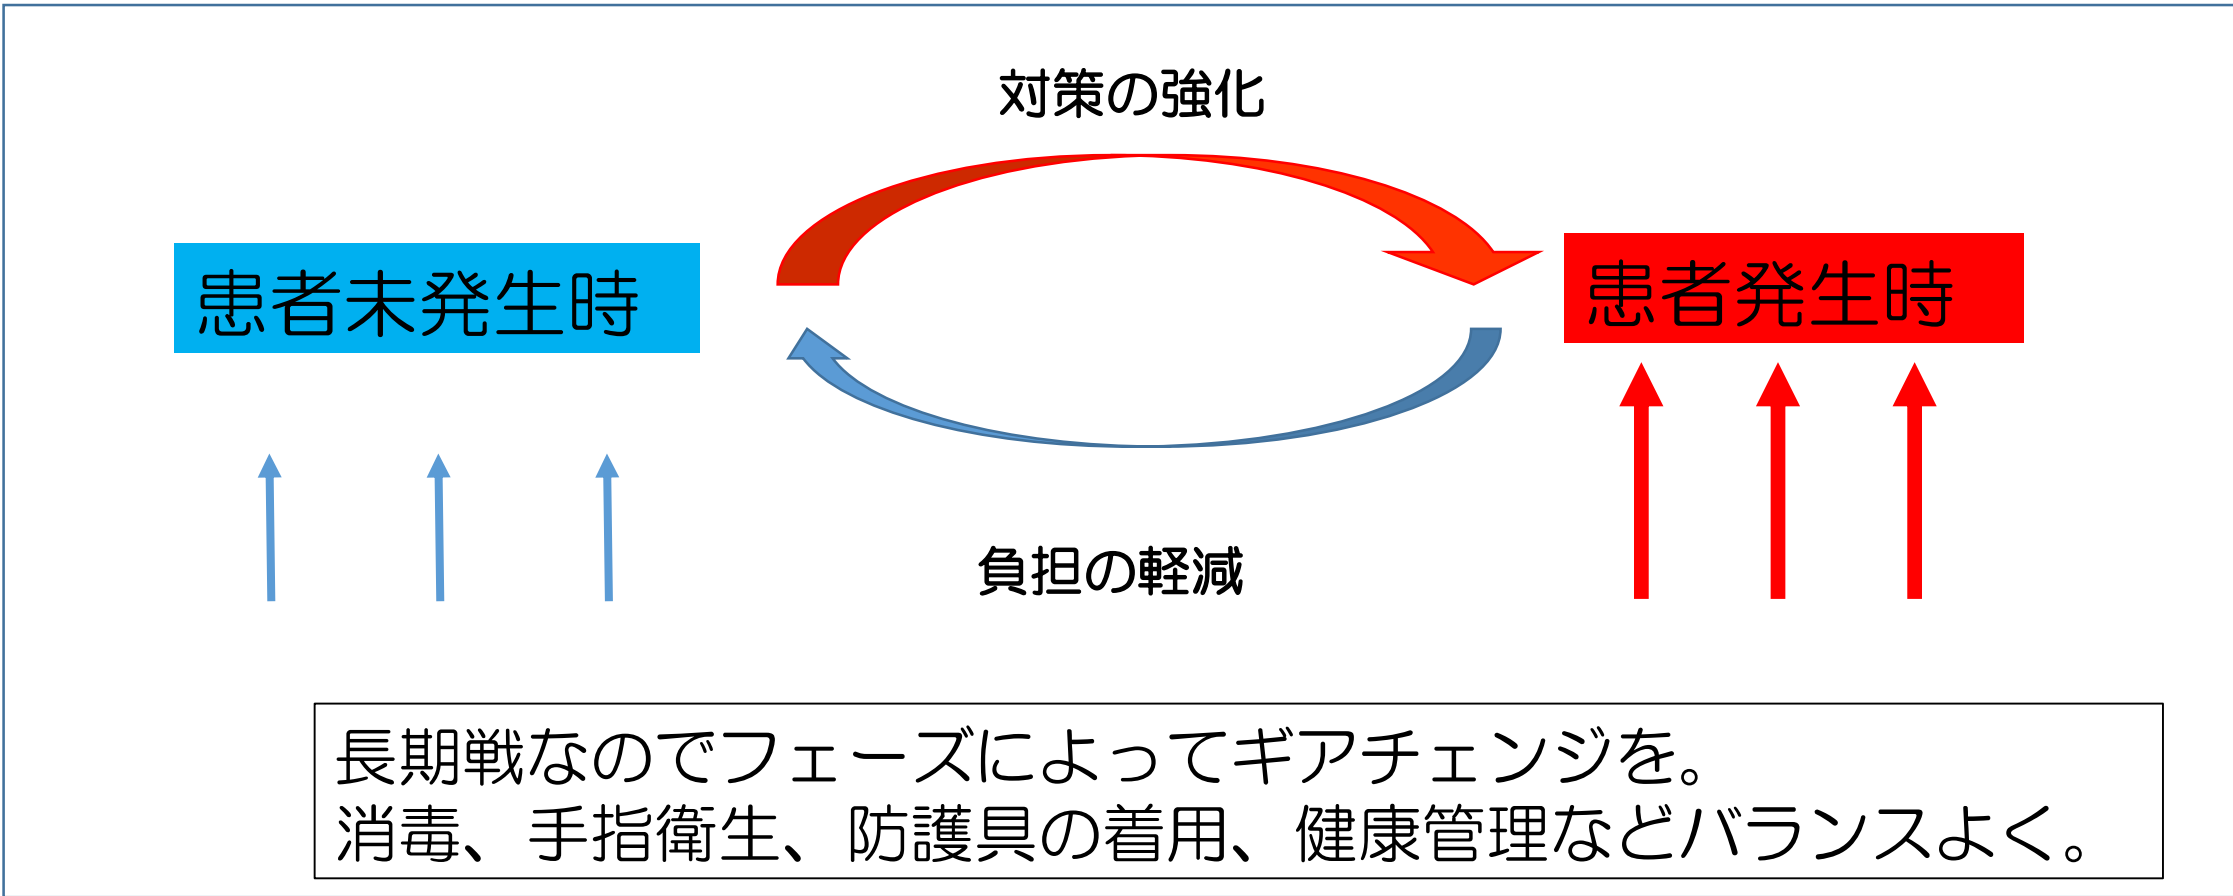 対策の強化
患者未発生時
患者発生時
負担の軽減
長期戦なのでフェーズによってギアチェンジを。
消毒、手指衛生、防護具の着用、健康管理などバランスよく。